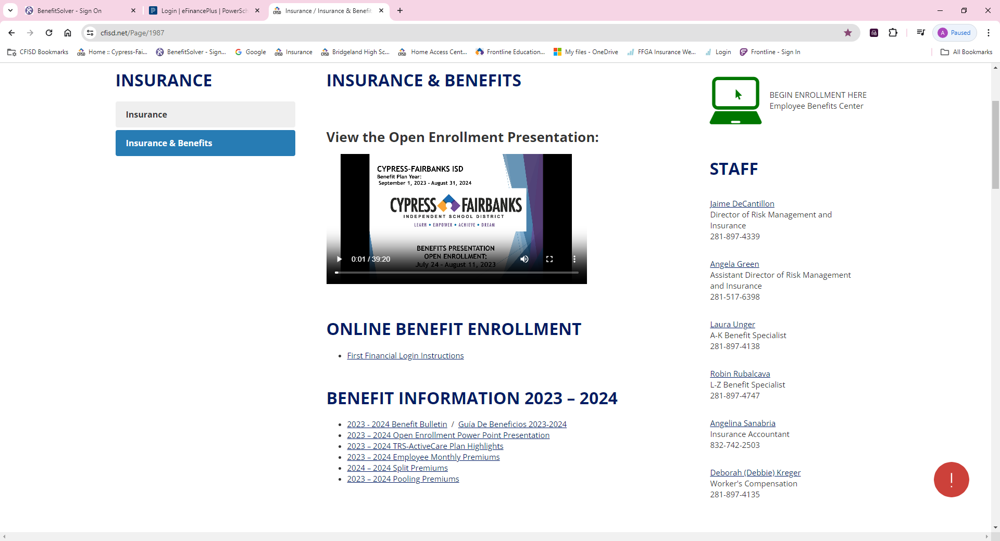 BenefitSolver - Sign On
Login | eFinancePlus | PowerSch
Insurance / Insurance & Benefit
cfisd.net/Page/1987
A Paused
CFISD Bookmarks
Home :: Cypress-Fai...
BenefitSolver - Sign...
Google
Insurance
Bridgeland High Sc...
Home Access Cent...
Frontline Education...
My files - OneDrive
FFGA Insurance We...
Login
Frontline - Sign In
All Bookmarks
INSURANCE
Insurance
Insurance & Benefits
INSURANCE & BENEFITS
View the Open Enrollment Presentation:
CYPRESS-FAIRBANKS ISD
Benefit Plan Year:
September 1, 2023 - August 31, 2024
CYPRESS FAIRBANKS
INDEPENDENT SCHOOL DISTRICT
LEARN • EMPOWER • ACHIEVE • DREAM
BENEFITS PRESENTATION
OPEN ENROLLMENT:
July 24 - August 11, 2023
0:01 / 39:20
ONLINE BENEFIT ENROLLMENT
• First Financial Login Instructions
BENEFIT INFORMATION 2023 – 2024
• 2023 - 2024 Benefit Bulletin / Guía De Beneficios 2023-2024
• 2023 – 2024 Open Enrollment Power Point Presentation
• 2023 – 2024 TRS-ActiveCare Plan Highlights
• 2023 – 2024 Employee Monthly Premiums
• 2024 – 2024 Split Premiums
• 2023 – 2024 Pooling Premiums
BEGIN ENROLLMENT HERE
Employee Benefits Center
STAFF
Jaime DeCantillon
Director of Risk Management and
Insurance
281-897-4339
Angela Green
Assistant Director of Risk Management
and Insurance
281-517-6398
Laura Unger
A-K Benefit Specialist
281-897-4138
Robin Rubalcava
L-Z Benefit Specialist
281-897-4747
Angelina Sanabria
Insurance Accountant
832-742-2503
Deborah (Debbie) Kreger
Worker's Compensation
281-897-4135
!